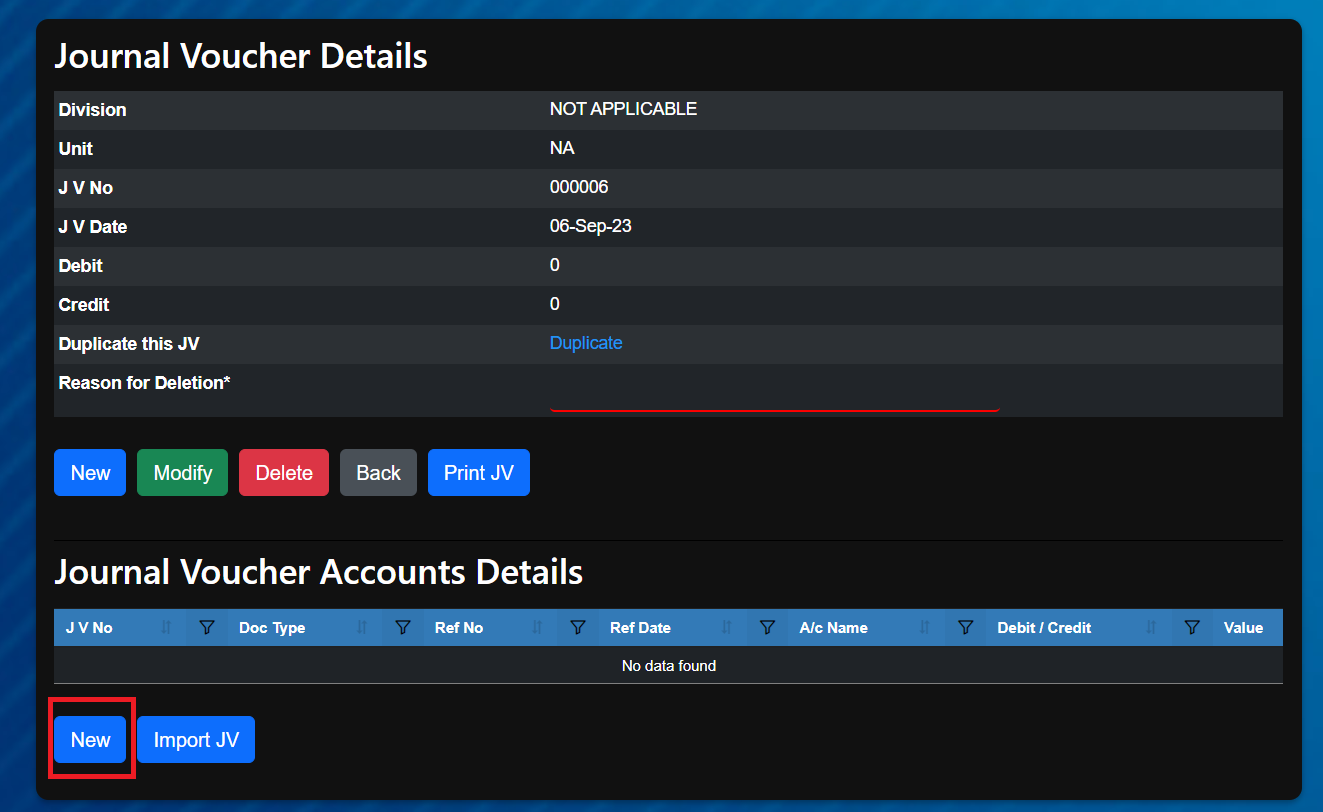 Journal Voucher Details
Division NOT APPLICABLE
Unit NA
J V No 000006
J V Date 06-Sep-23
Debit 0
Credit 0
Duplicate this JV Duplicate
Reason for Deletion*
New Modify Delete Back Print JV
Journal Voucher Accounts Details
J V No Doc Type Ref No Ref Date A/c Name Debit / Credit Value
No data found
New Import JV